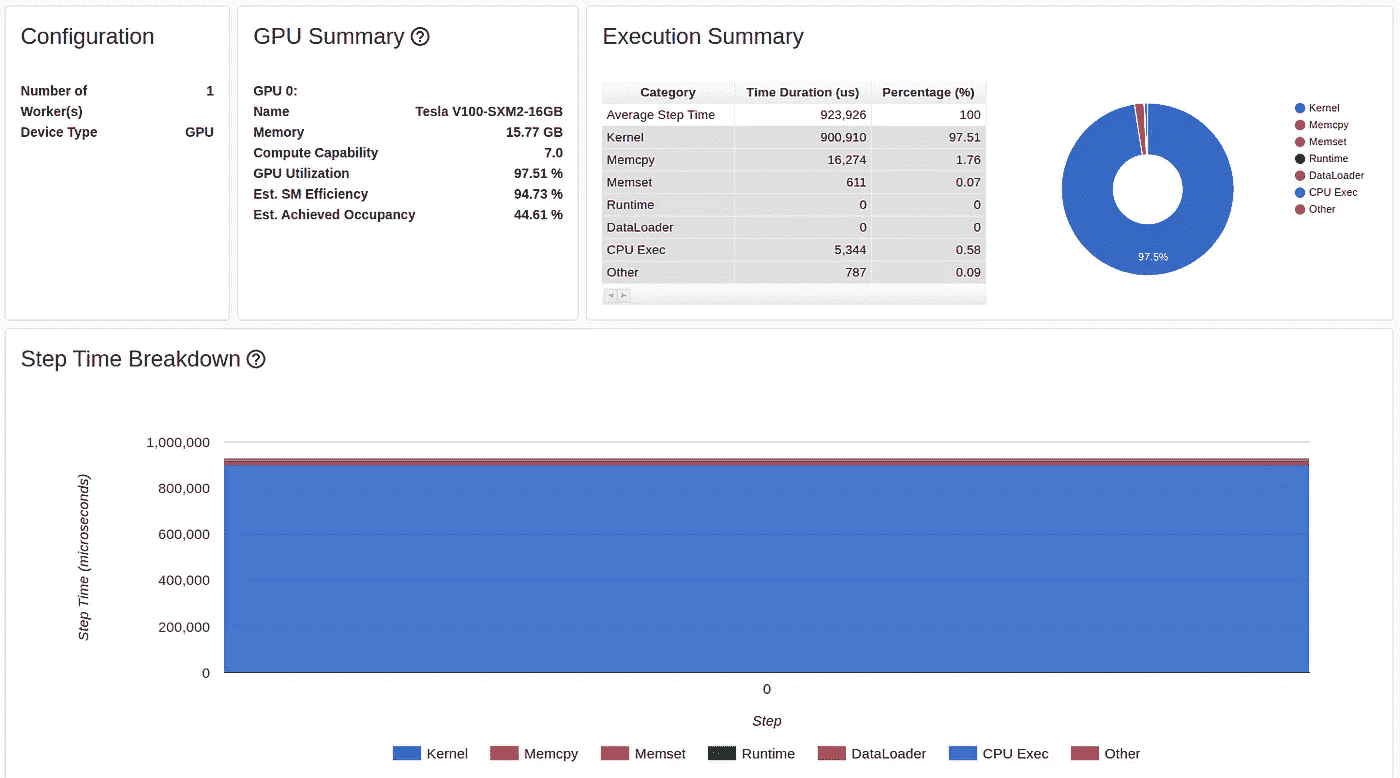 Configuration
Number of Worker(s) 1
Device Type GPU
GPU Summary ?
GPU 0:
Name Tesla V100-SXM2-16GB
Memory 15.77 GB
Compute Capability 7.0
GPU Utilization 97.51 %
Est. SM Efficiency 94.73 %
Est. Achieved Occupancy 44.61 %
Execution Summary
Category Time Duration (us) Percentage (%)
Average Step Time 923,926 100
Kernel 900,910 97.51
Memcpy 16,274 1.76
Memset 611 0.07
Runtime 0 0
DataLoader 0 0
CPU Exec 5,344 0.58
Other 787 0.09
97.5%
Kernel
Memcpy
Memset
Runtime
DataLoader
CPU Exec
Other
Step Time Breakdown ?
Step Time (microseconds)
1,000,000
800,000
600,000
400,000
200,000
0
0
Step
Kernel Memcpy Memset Runtime DataLoader CPU Exec Other